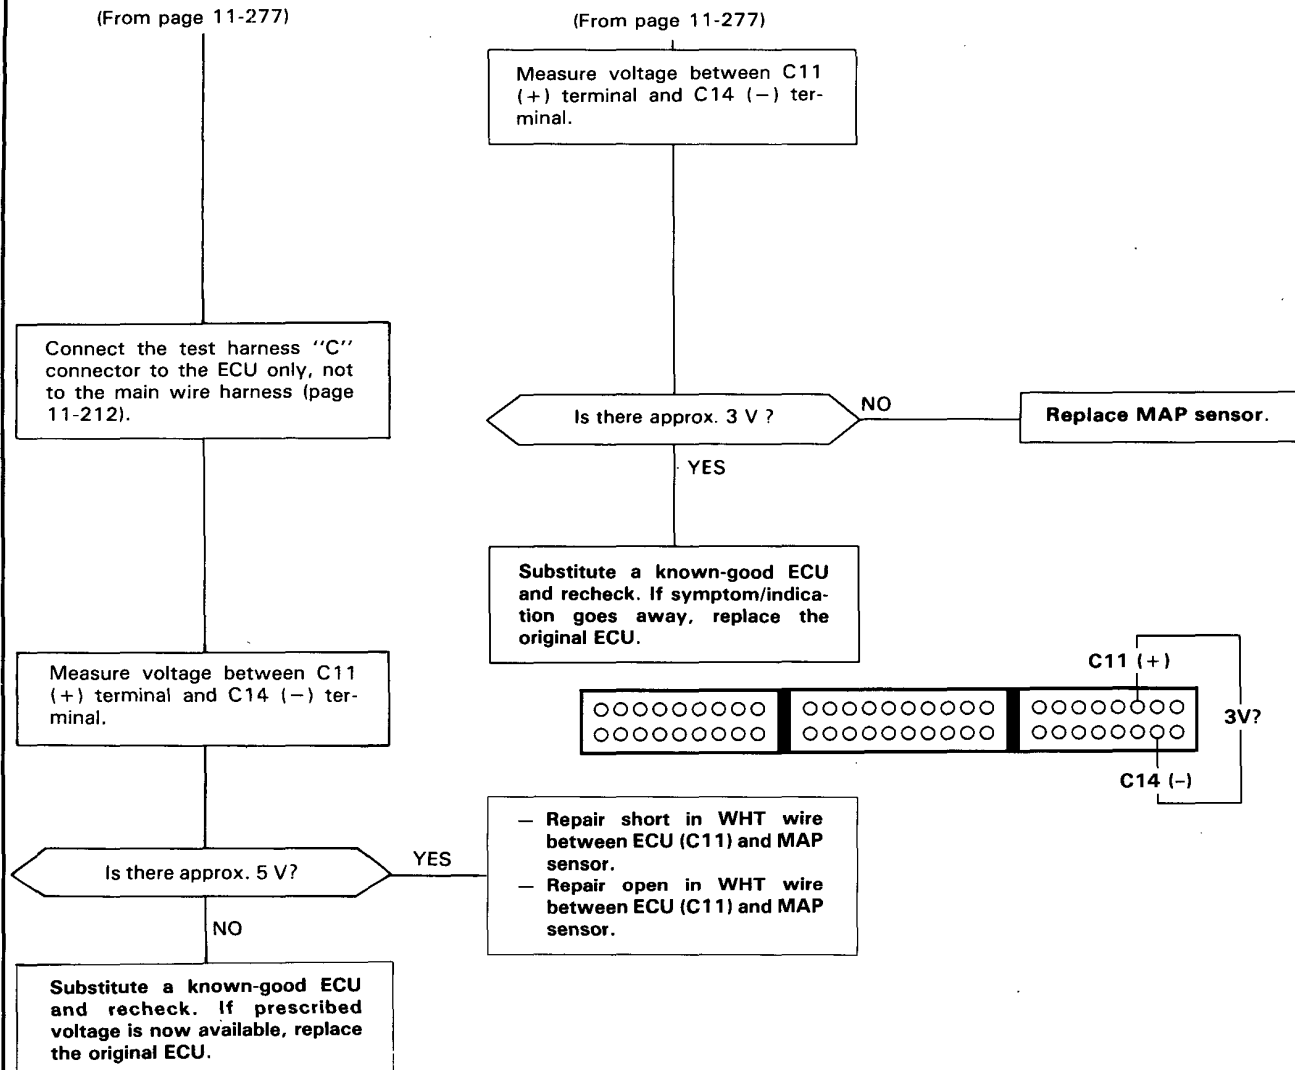 (From page 11-277)
(From page 11-277)
Measure voltage between C11
(+) terminal and C14 (−) ter-
minal.
Connect the test harness "C"
connector to the ECU only, not
to the main wire harness (page
11-212).
Is there approx. 3 V ?
NO
Replace MAP sensor.
YES
Substitute a known-good ECU
and recheck. If symptom/indica-
tion goes away, replace the
original ECU.
Measure voltage between C11
(+) terminal and C14 (−) ter-
minal.
C11 (+)
3V?
C14 (–)
Is there approx. 5 V?
YES
— Repair short in WHT wire
between ECU (C11) and MAP
sensor.
— Repair open in WHT wire
between ECU (C11) and MAP
sensor.
NO
Substitute a known-good ECU
and recheck. If prescribed
voltage is now available, replace
the original ECU.